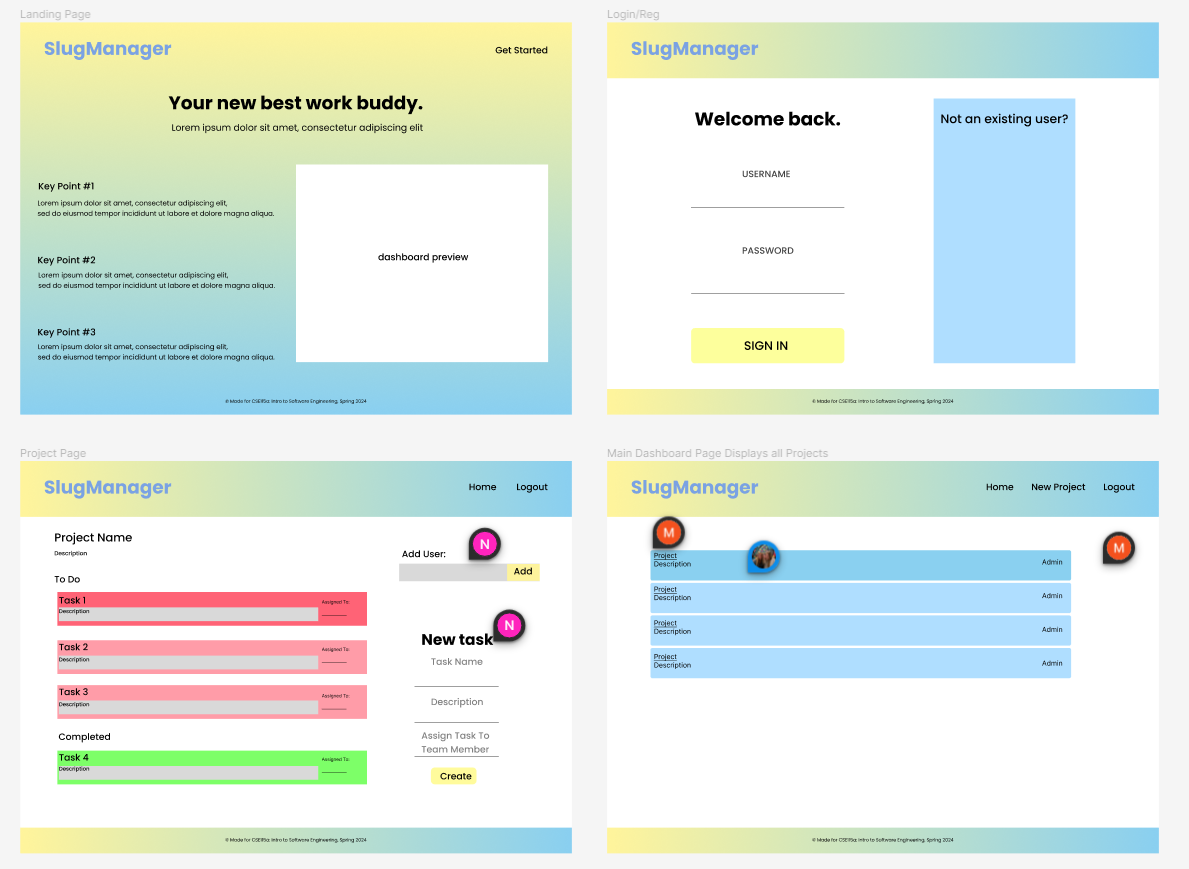 Landing Page
SlugManager
Get Started
Your new best work buddy.
Lorem ipsum dolor sit amet, consectetur adipiscing elit
Key Point #1
Lorem ipsum dolor sit amet, consectetur adipiscing elit,
sed do eiusmod tempor incididunt ut labore et dolore magna aliqua.
Key Point #2
Lorem ipsum dolor sit amet, consectetur adipiscing elit,
sed do eiusmod tempor incididunt ut labore et dolore magna aliqua.
Key Point #3
Lorem ipsum dolor sit amet, consectetur adipiscing elit,
sed do eiusmod tempor incididunt ut labore et dolore magna aliqua.
dashboard preview
© Made for CSE115a: Intro to Software Engineering, Spring 2024
Login/Reg
SlugManager
Welcome back.
USERNAME
PASSWORD
SIGN IN
Not an existing user?
© Made for CSE115a: Intro to Software Engineering, Spring 2024
Project Page
SlugManager
Home
Logout
Project Name
Description
To Do
Task 1
Description
Assigned To:
Task 2
Description
Assigned To:
Task 3
Description
Assigned To:
Completed
Task 4
Description
Assigned To:
N
Add User:
Add
N
New task
Task Name
Description
Assign Task To
Team Member
Create
© Made for CSE115a: Intro to Software Engineering, Spring 2024
Main Dashboard Page Displays all Projects
SlugManager
Home
New Project
Logout
M
M
Project
Description
Admin
Project
Description
Admin
Project
Description
Admin
Project
Description
Admin
© Made for CSE115a: Intro to Software Engineering, Spring 2024